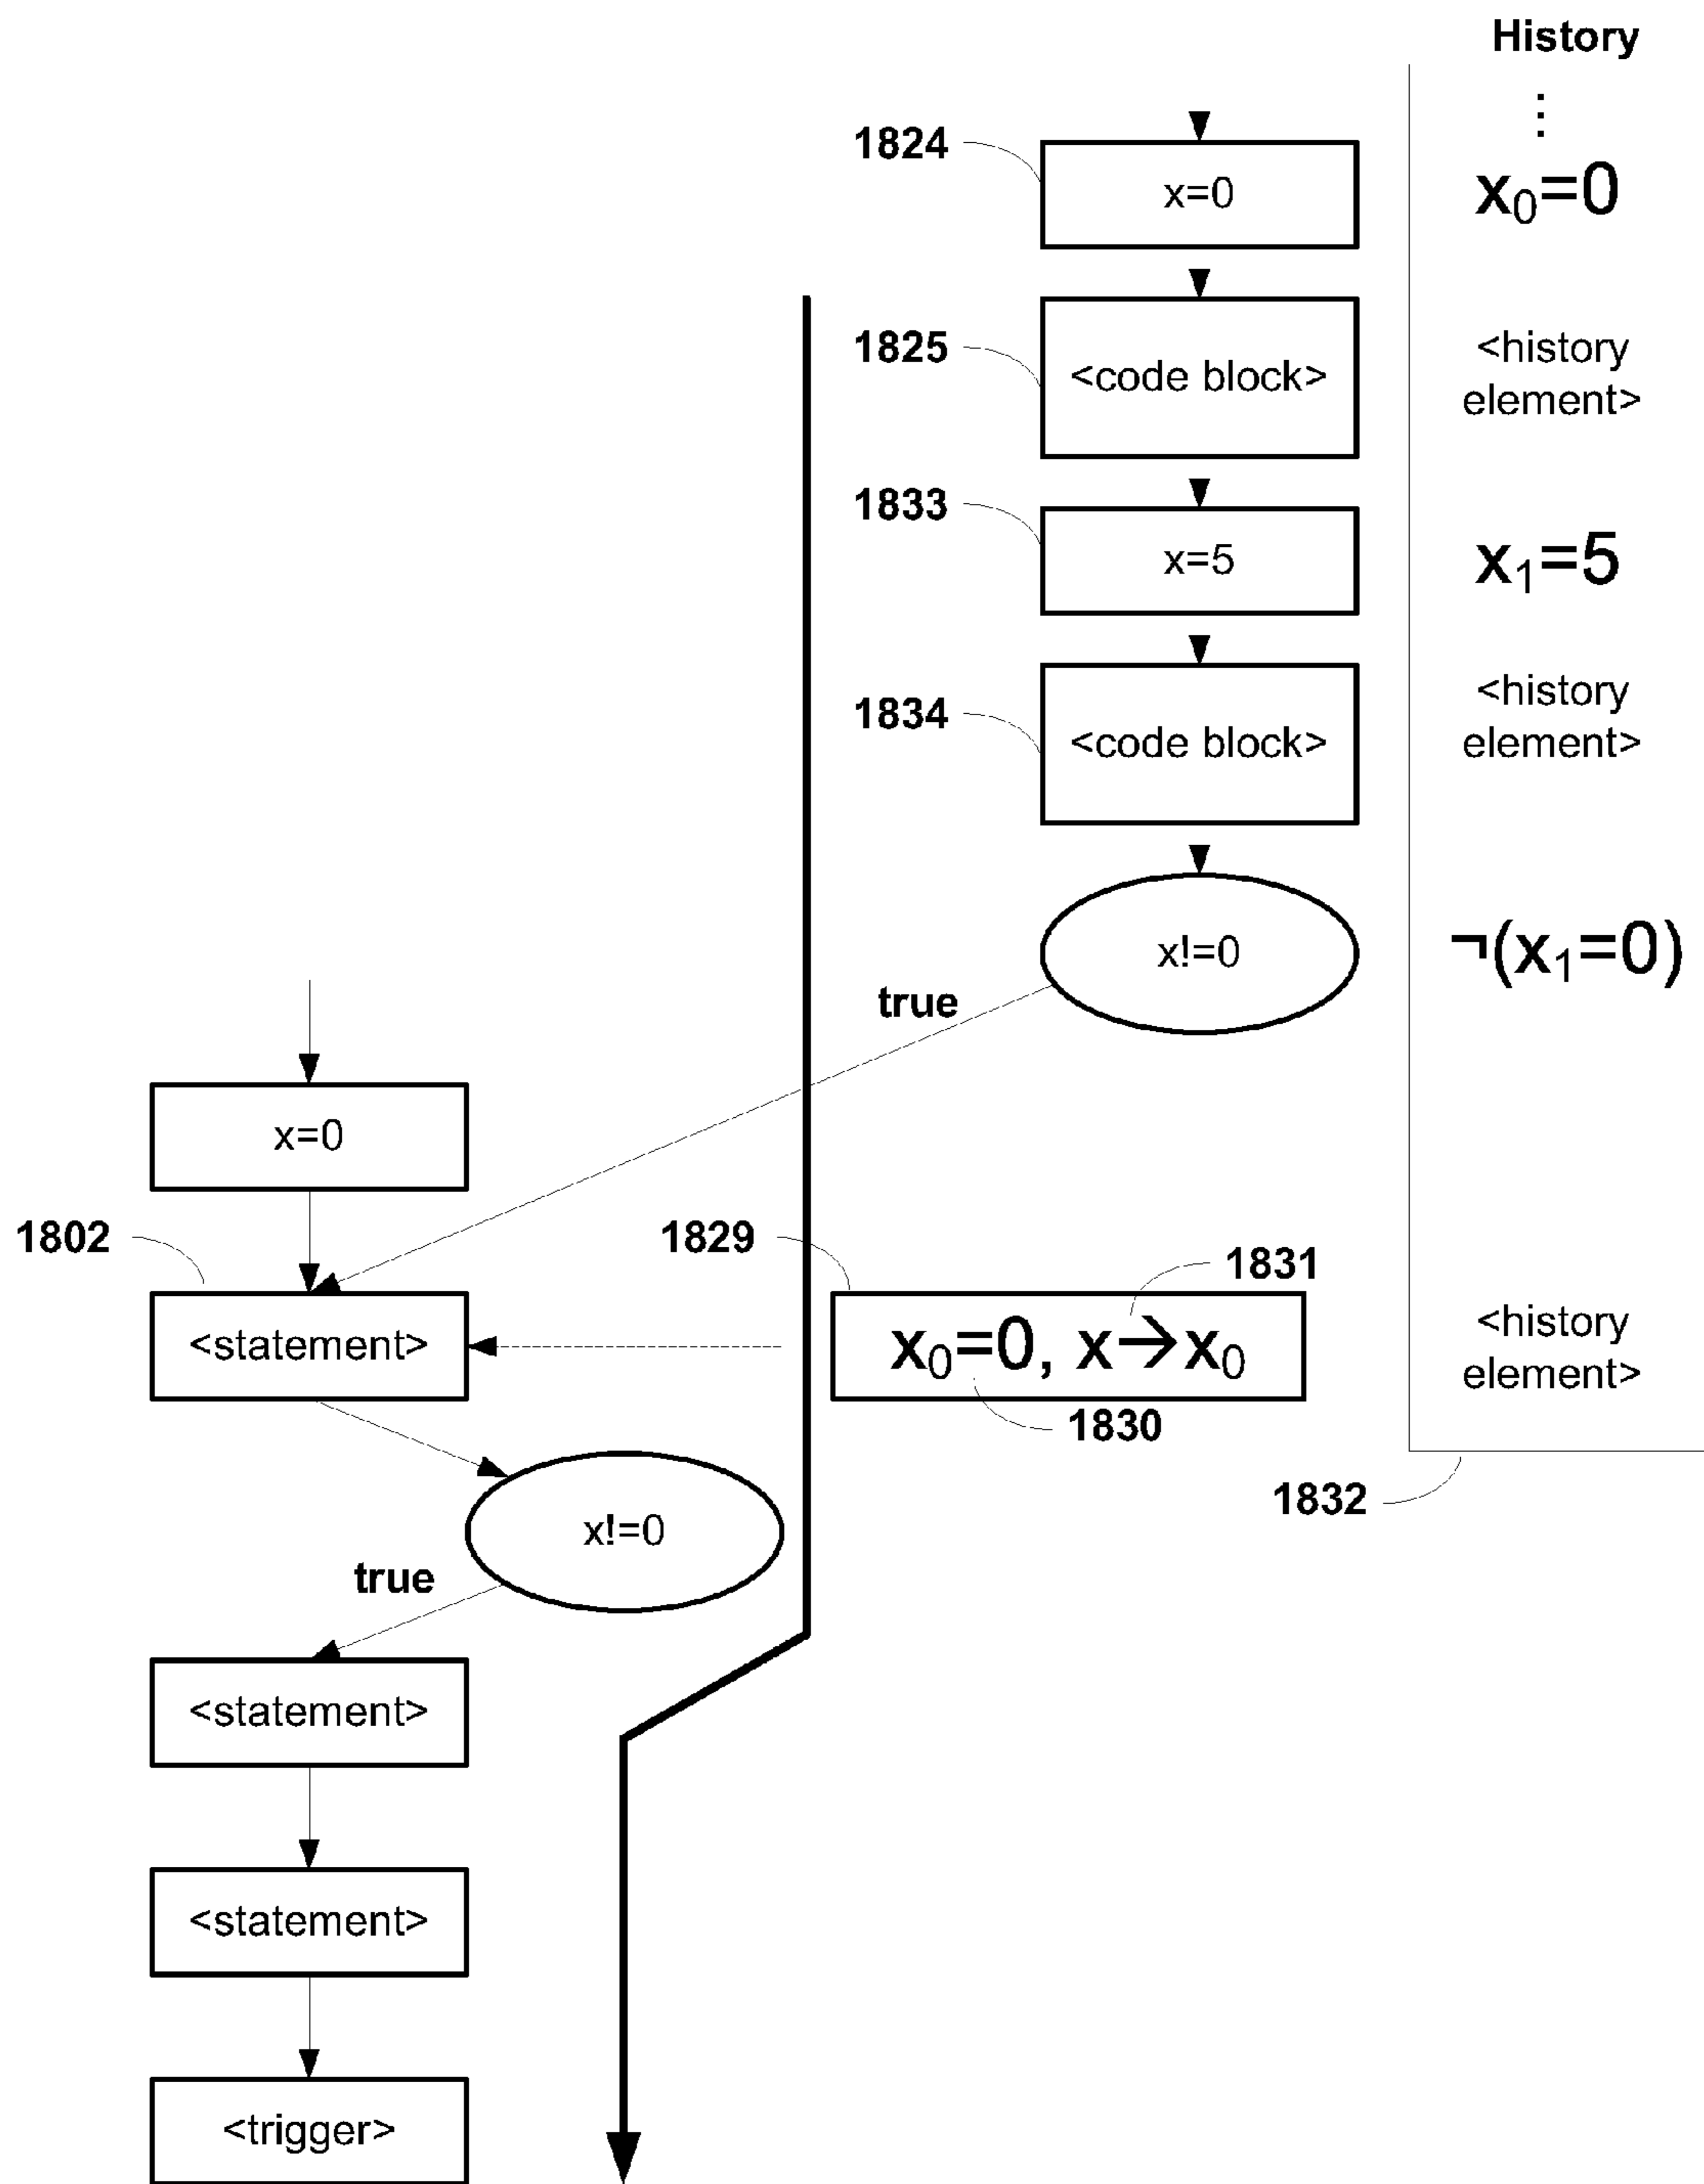 History
⋮
1824
x=0
x₀=0
1825
<code block>
<history
element>
1833
x=5
x₁=5
1834
<code block>
<history
element>
x!=0
¬(x₁=0)
true
x=0
1802
1829
1831
<statement>
x₀=0, x→x₀
<history
element>
1830
1832
x!=0
true
<statement>
<statement>
<trigger>